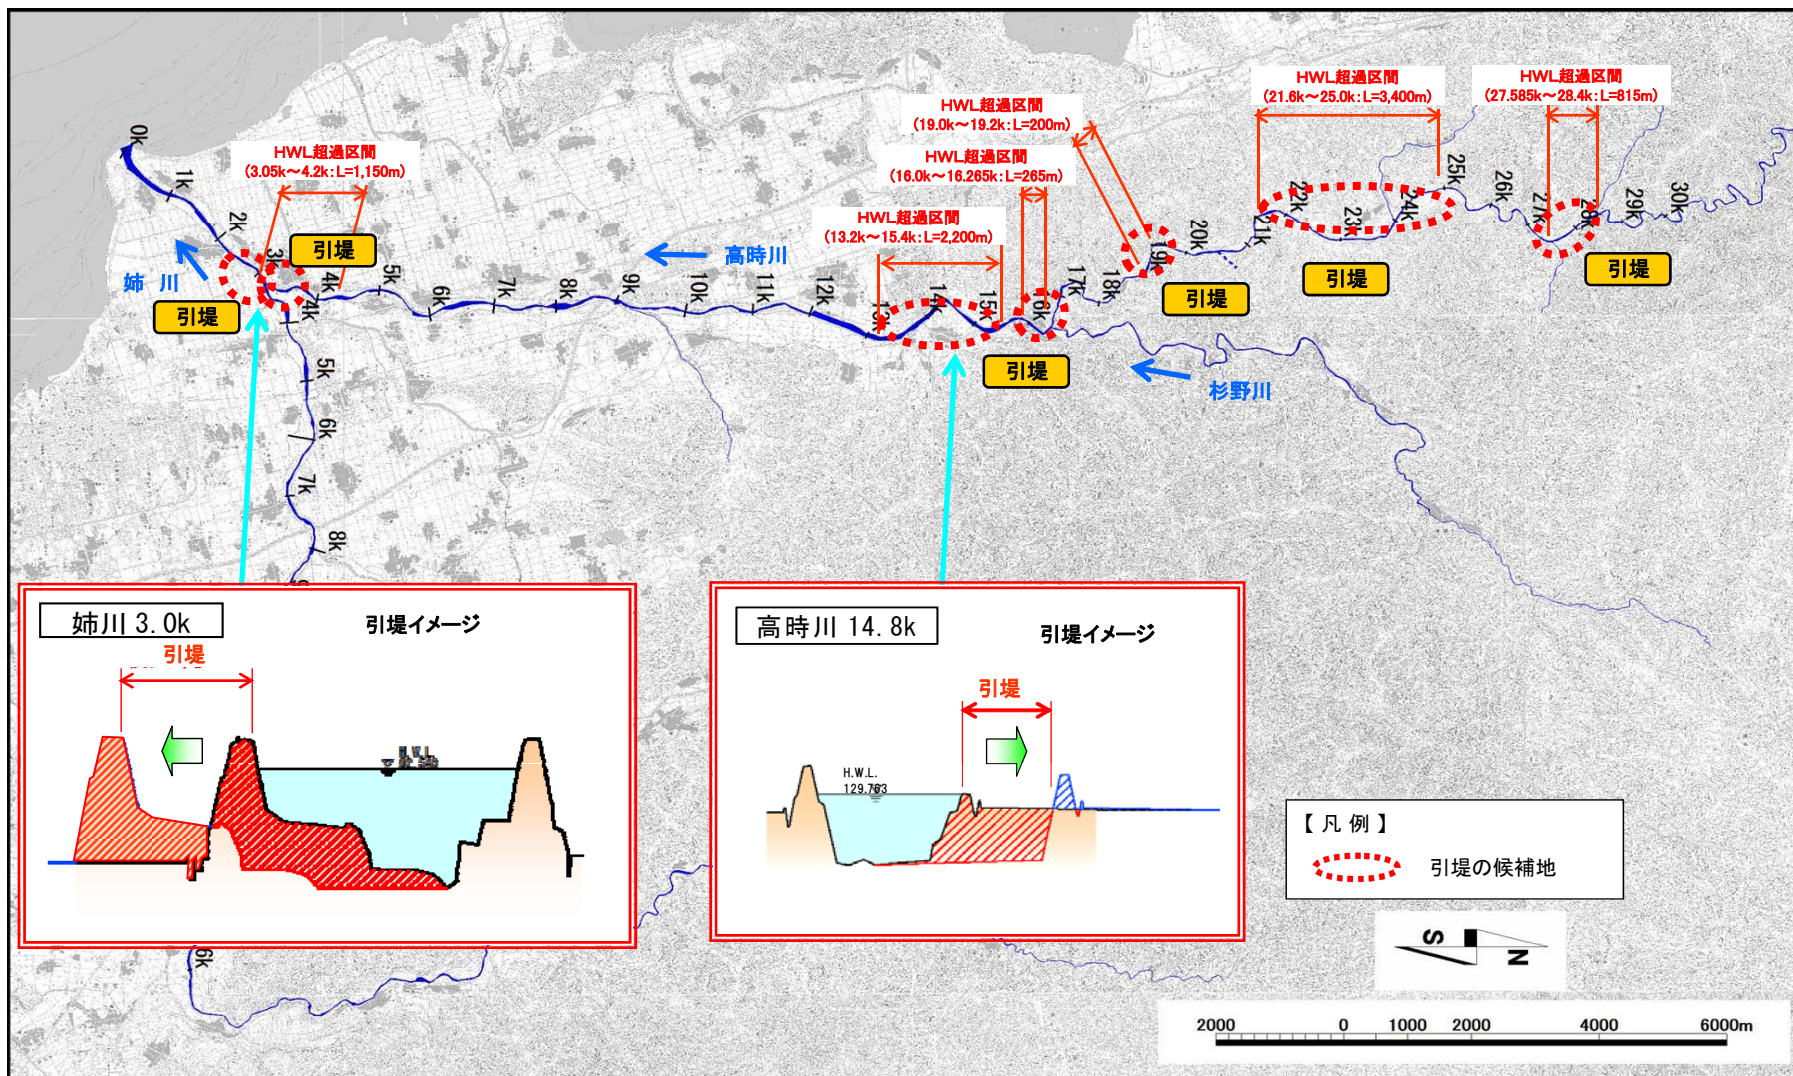 HWL超過区間
(3.05k～4.2k:L=1,150m)
HWL超過区間
(13.2k～15.4k:L=2,200m)
HWL超過区間
(16.0k～16.265k:L=265m)
HWL超過区間
(19.0k～19.2k:L=200m)
HWL超過区間
(21.6k～25.0k:L=3,400m)
HWL超過区間
(27.585k～28.4k:L=815m)
0k
1k
2k
3k
4k
5k
6k
7k
8k
9k
10k
11k
12k
13k
14k
15k
16k
17k
18k
19k
20k
21k
22k
23k
24k
25k
26k
27k
28k
29k
30k
4k
5k
6k
7k
8k
6k
姉 川
高時川
杉野川
引堤
引堤
引堤
引堤
引堤
引堤
姉川 3.0k
引堤イメージ
引堤
高時川 14.8k
引堤イメージ
引堤
H.W.L.
129.763
【 凡 例 】
引堤の候補地
S
N
2000
0
1000
2000
4000
6000m